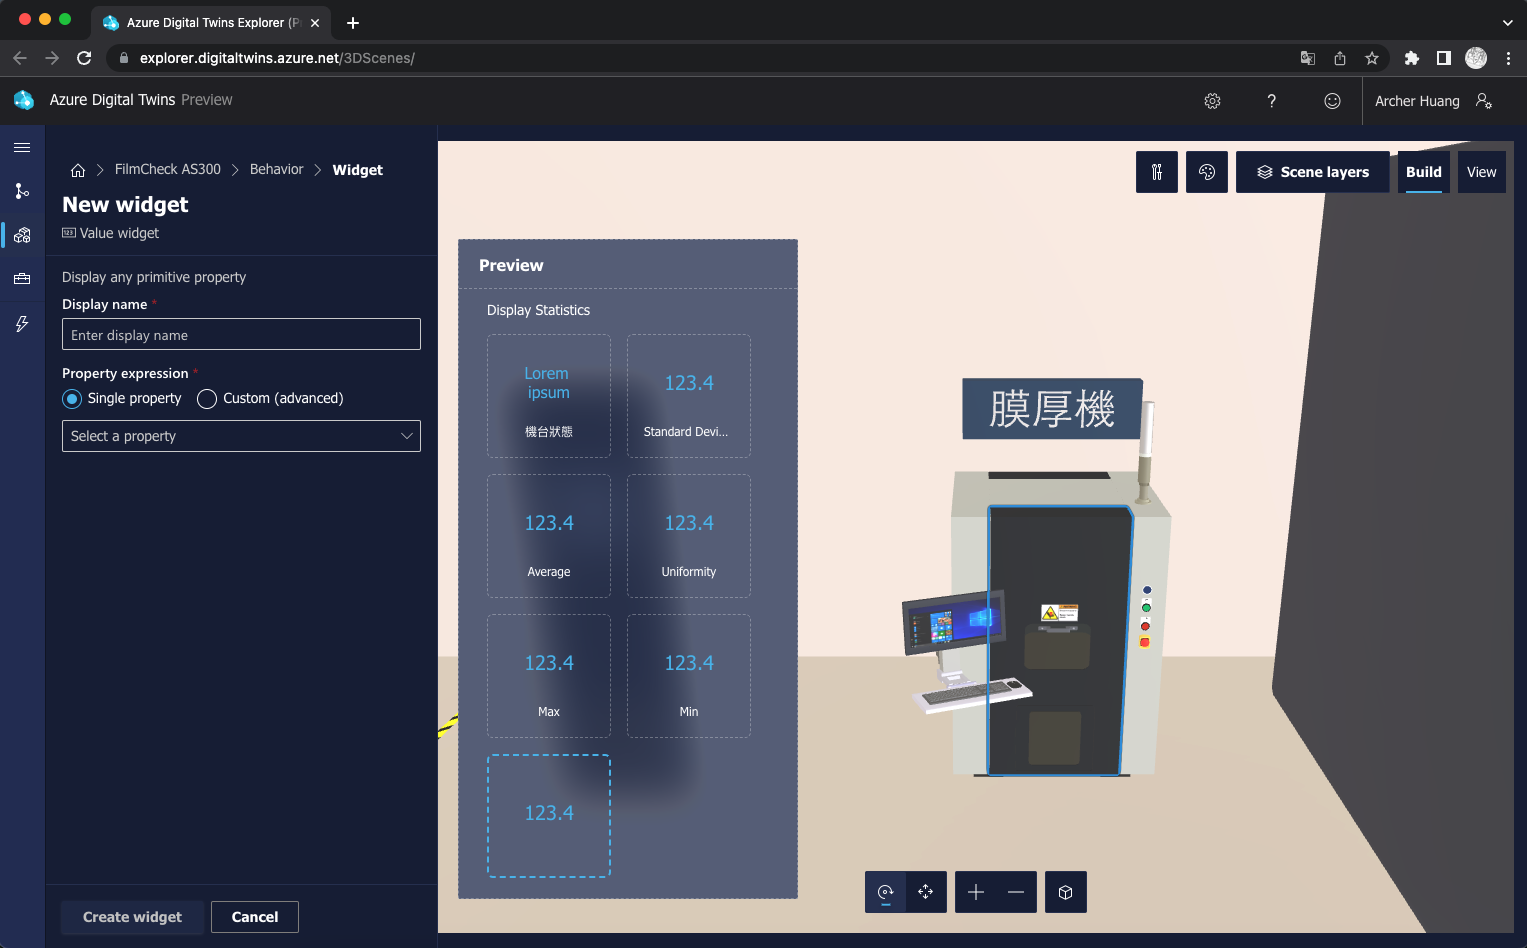 Azure Digital Twins Explorer (P
explorer.digitaltwins.azure.net/3DScenes/
Azure Digital Twins Preview
?
Archer Huang
FilmCheck AS300
Behavior
Widget
New widget
Value widget
Display any primitive property
Display name *
Enter display name
Property expression *
Single property
Custom (advanced)
Select a property
Create widget
Cancel
Scene layers
Build
View
Preview
Display Statistics
Lorem
ipsum
機台狀態
123.4
Standard Devi...
123.4
Average
123.4
Uniformity
123.4
Max
123.4
Min
123.4
膜厚機